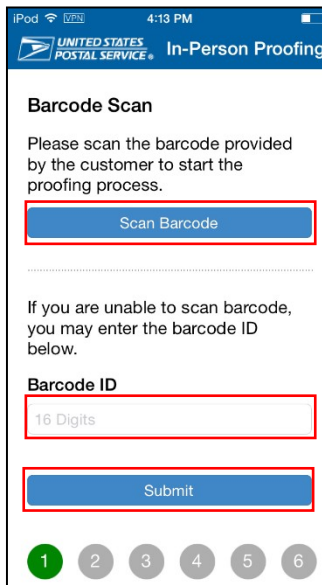 iPod VPN 4:13 PM
UNITED STATES
POSTAL SERVICE® In-Person Proofing
Barcode Scan
Please scan the barcode provided
by the customer to start the
proofing process.
Scan Barcode
If you are unable to scan barcode,
you may enter the barcode ID
below.
Barcode ID
16 Digits
Submit
1 2 3 4 5 6